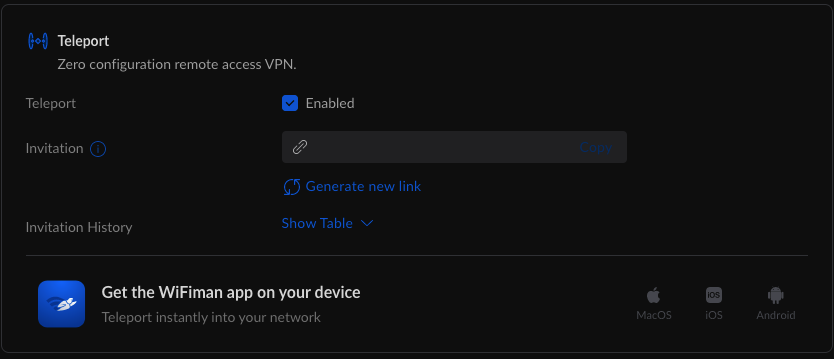 Teleport
Zero configuration remote access VPN.
Teleport Enabled
Invitation Copy
Generate new link
Invitation History Show Table
Get the WiFiman app on your device
Teleport instantly into your network
iOS
MacOS iOS Android